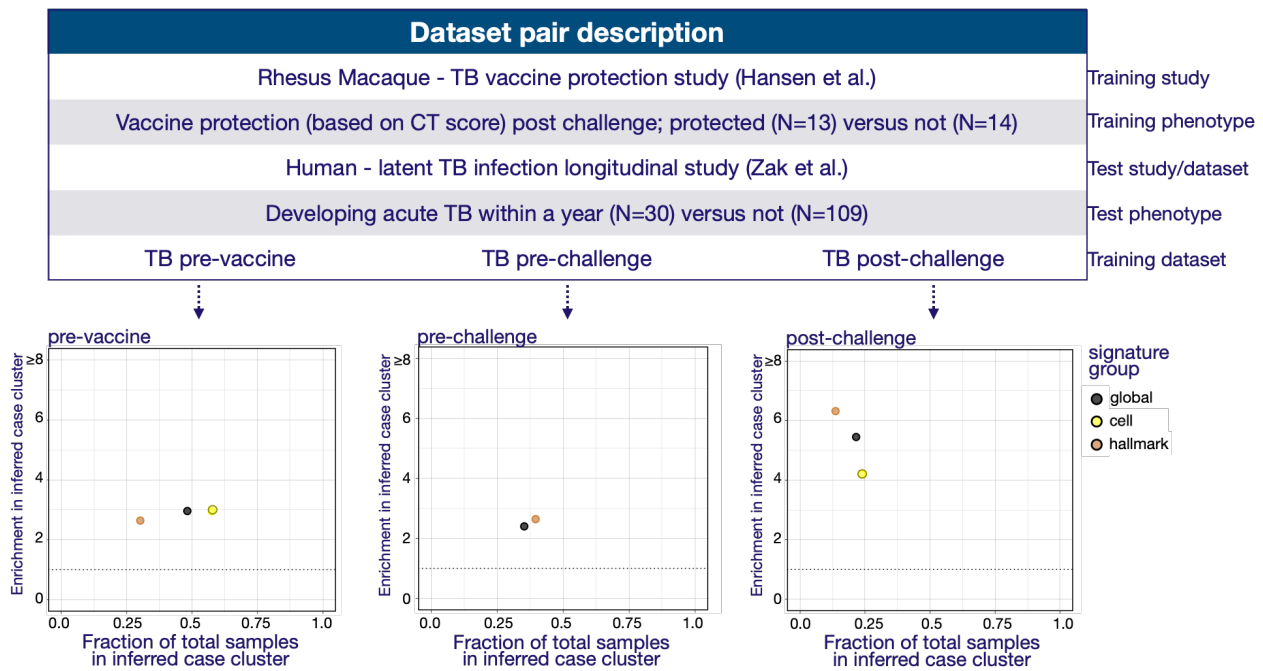 Dataset pair description
Rhesus Macaque - TB vaccine protection study (Hansen et al.)
Training study
Vaccine protection (based on CT score) post challenge; protected (N=13) versus not (N=14)
Training phenotype
Human - latent TB infection longitudinal study (Zak et al.)
Test study/dataset
Developing acute TB within a year (N=30) versus not (N=109)
Test phenotype
TB pre-vaccine
TB pre-challenge
TB post-challenge
Training dataset
pre-vaccine
Enrichment in inferred case cluster
≥8
6
4
2
0
0.0 0.25 0.5 0.75 1.0
Fraction of total samples
in inferred case cluster
pre-challenge
Enrichment in inferred case cluster
≥8
6
4
2
0
0.0 0.25 0.5 0.75 1.0
Fraction of total samples
in inferred case cluster
post-challenge
Enrichment in inferred case cluster
≥8
6
4
2
0
0.0 0.25 0.5 0.75 1.0
Fraction of total samples
in inferred case cluster
signature
group
global
cell
hallmark